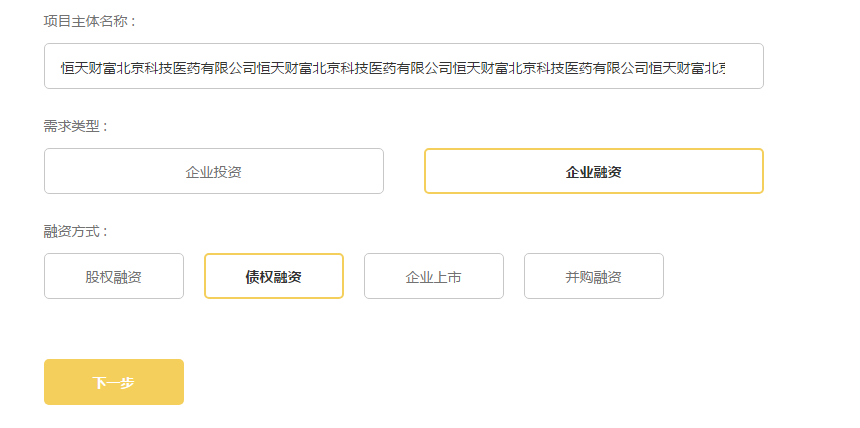 项目主体名称：
恒天财富北京科技医药有限公司恒天财富北京科技医药有限公司恒天财富北京科技医药有限公司恒天财富北
需求类型：
企业投资 企业融资
融资方式：
股权融资 债权融资 企业上市 并购融资
下一步